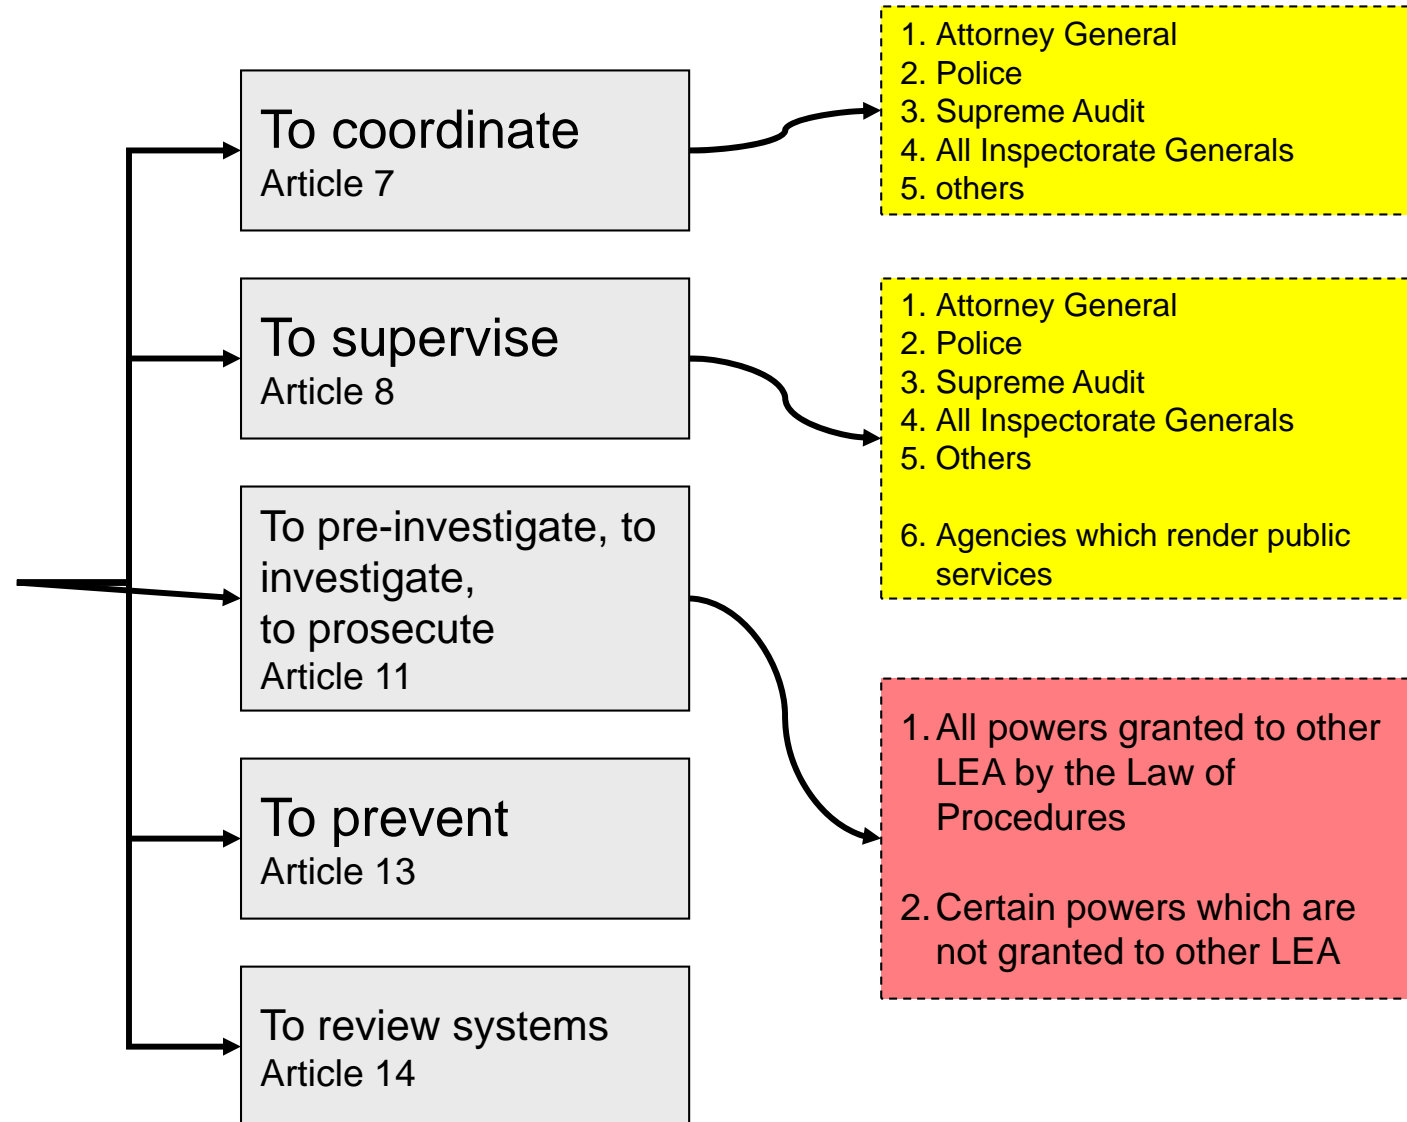 To coordinate
Article 7
1. Attorney General
2. Police
3. Supreme Audit
4. All Inspectorate Generals
5. others
To supervise
Article 8
1. Attorney General
2. Police
3. Supreme Audit
4. All Inspectorate Generals
5. Others
6. Agencies which render public
services
To pre-investigate, to
investigate,
to prosecute
Article 11
1. All powers granted to other
LEA by the Law of
Procedures
2. Certain powers which are
not granted to other LEA
To prevent
Article 13
To review systems
Article 14